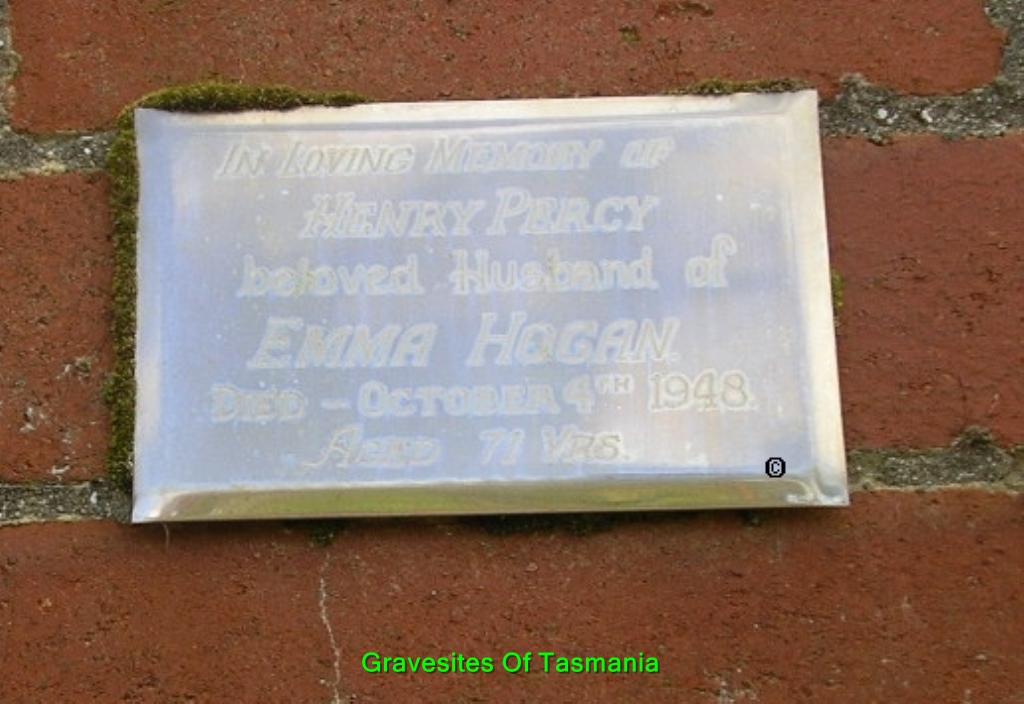 IN LOVING MEMORY OF
HENRY PERCY
beloved Husband of
EMMA HOGAN.
DIED - OCTOBER 4TH 1948.
AGED 71 YRS.
©
Gravesites Of Tasmania